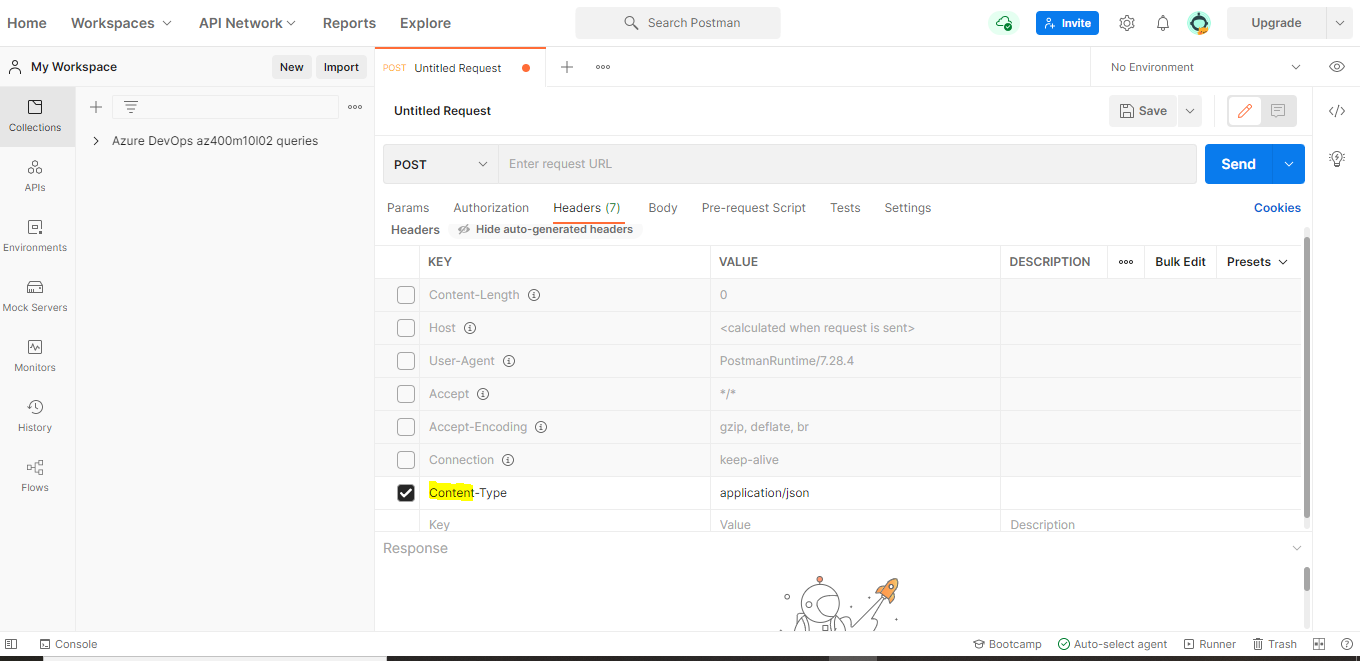 Home Workspaces API Network Reports Explore Search Postman Invite Upgrade
My Workspace New Import POST Untitled Request No Environment
Collections
Azure DevOps az400m10l02 queries
APIs
Environments
Mock Servers
Monitors
History
Flows
Untitled Request Save
POST Enter request URL Send
Params Authorization Headers (7) Body Pre-request Script Tests Settings Cookies
Headers Hide auto-generated headers
KEY VALUE DESCRIPTION Bulk Edit Presets
Content-Length 0
Host <calculated when request is sent>
User-Agent PostmanRuntime/7.28.4
Accept */*
Accept-Encoding gzip, deflate, br
Connection keep-alive
Content-Type application/json
Key Value Description
Response
Console Bootcamp Auto-select agent Runner Trash